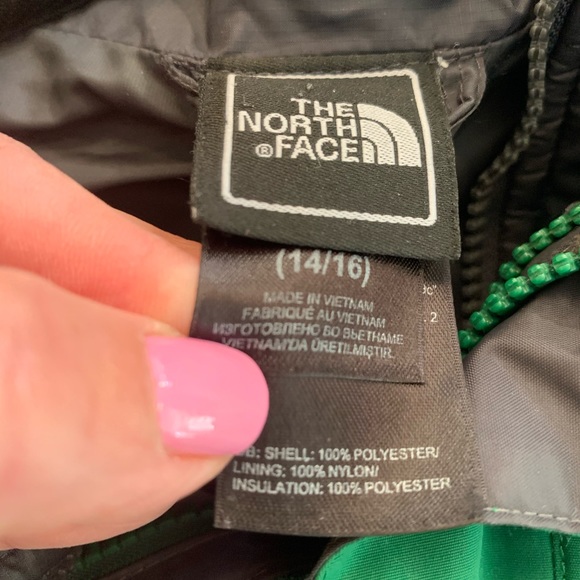 THE
NORTH
®FACE
(14/16)
MADE IN VIETNAM
FABRIQUÉ AU VIETNAM
ИЗГОТОВЛЕНО ВО ВЬЕТНАМЕ
VIETNAM'DA ÜRETILMIŞTIR.
2
SHELL: 100% POLYESTER/
LINING: 100% NYLON/
INSULATION: 100% POLYESTER